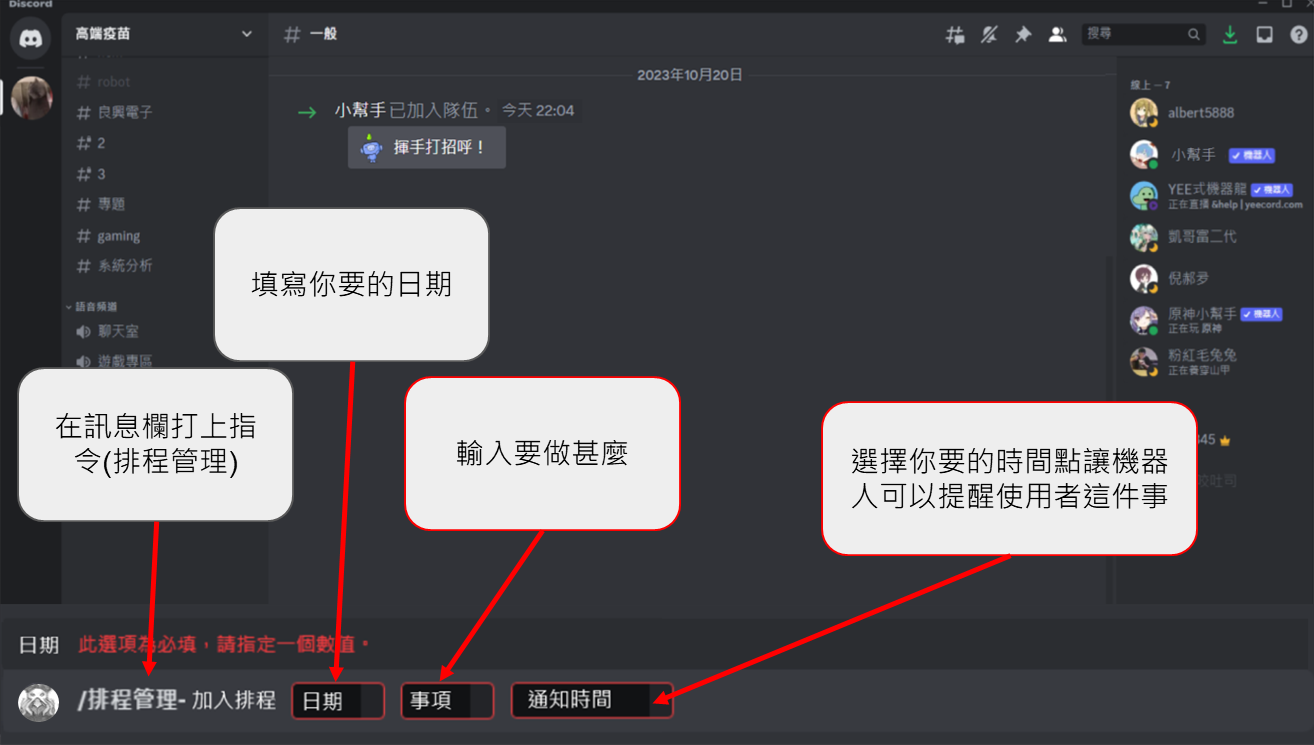 Discord
高端疫苗
# 一般
搜尋
# robot
# 良興電子
# 2
# 3
# 專題
# gaming
# 系統分析
語音頻道
聊天室
遊戲專區
2023年10月20日
小幫手 已加入隊伍。 今天 22:04
揮手打招呼！
線上 — 7
albert5888
小幫手 ✓ 機器人
YEE式機器龍 ✓ 機器人
正在直播 &help | yeecord.com
凱哥富二代
倪郝歹
原神小幫手 ✓ 機器人
正在玩 原神
粉紅毛兔兔
正在養穿山甲
345
吐司
填寫你要的日期
在訊息欄打上指
令(排程管理)
輸入要做甚麼
選擇你要的時間點讓機器
人可以提醒使用者這件事
日期 此選項為必填，請指定一個數值。
/排程管理- 加入排程 日期 事項 通知時間